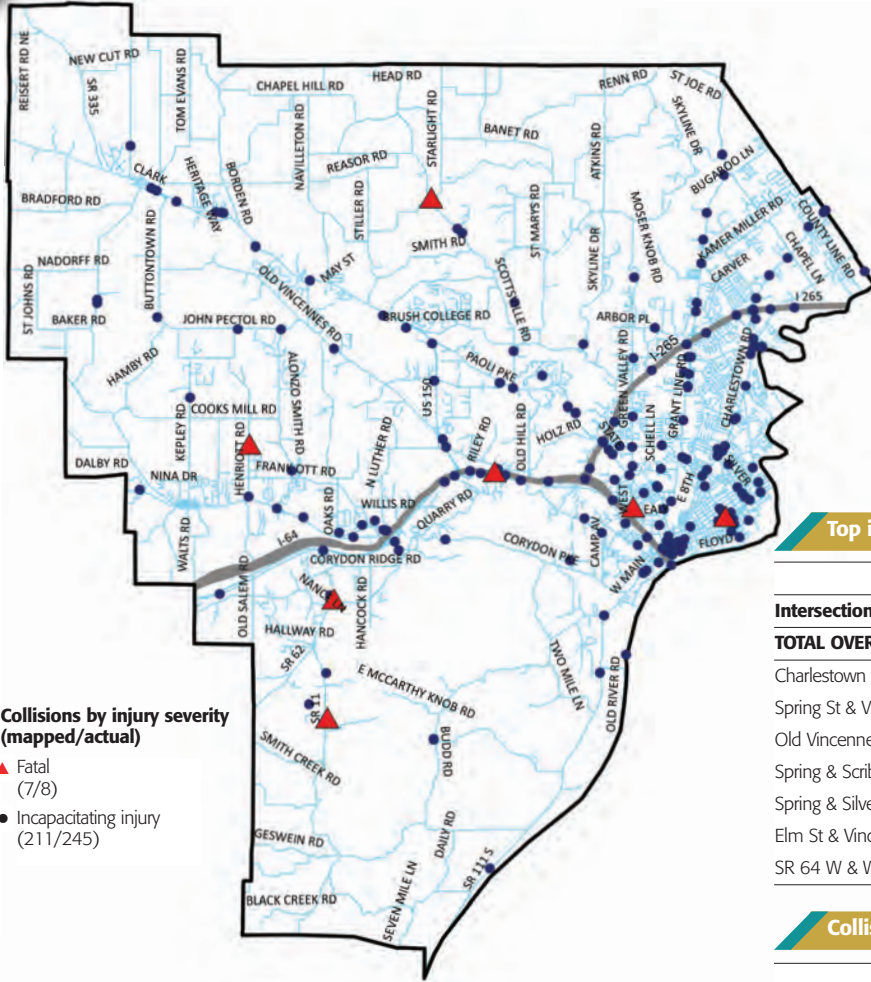 REISERT RD NE
NEW CUT RD
SR 335
TOM EVANS RD
CHAPEL HILL RD
HEAD RD
RENN RD
ST JOE RD
NAVILLETON RD
STARLIGHT RD
BANET RD
ATKINS RD
SKYLINE DR
REASOR RD
CLARK
HERITAGE WAY
BORDEN RD
STILLER RD
BUGABOO LN
BRADFORD RD
ST MARYS RD
MOSER KNOB RD
KAMER MILLER RD
COUNTY LINE RD
SMITH RD
CARVER
CHAPEL LN
NADORFF RD
BUTTONTOWN RD
MAY ST
SKYLINE DR
ST JOHNS RD
OLD VINCENNES RD
SCOTTSVILLE RD
I 265
BAKER RD
JOHN PECTOL RD
BRUSH COLLEGE RD
ARBOR PL
I-265
HAMBY RD
ALONZO SMITH RD
PAOLI PKE
GREEN VALLEY RD
GRANT LINE RD
CHARLESTOWN RD
US 150
KEPLEY RD
COOKS MILL RD
HENRIOTT RD
N LUTHER RD
RILEY RD
OLD HILL RD
HOLZ RD
STATE
SCHELL LN
DALBY RD
NINA DR
FRANK OTT RD
E 8TH
SILVER
WALTS RD
OAKS RD
WILLIS RD
QUARRY RD
WEST
FLOYD
I-64
CORYDON RIDGE RD
CORYDON PKE
CAMP AV
W MAIN
OLD SALEM RD
HANCOCK RD
HALLWAY RD
SR 62
TWO MILE LN
E MCCARTHY KNOB RD
OLD RIVER RD
SR 11
SMITH CREEK RD
BUDD RD
GESWEIN RD
DAILY RD
SR 111 S
BLACK CREEK RD
SEVEN MILE LN
Collisions by injury severity
(mapped/actual)
Fatal
(7/8)
Incapacitating injury
(211/245)
Top i
Intersection
TOTAL OVER
Charlestown
Spring St & V
Old Vincenne
Spring & Scrib
Spring & Silve
Elm St & Vinc
SR 64 W & W
Collis